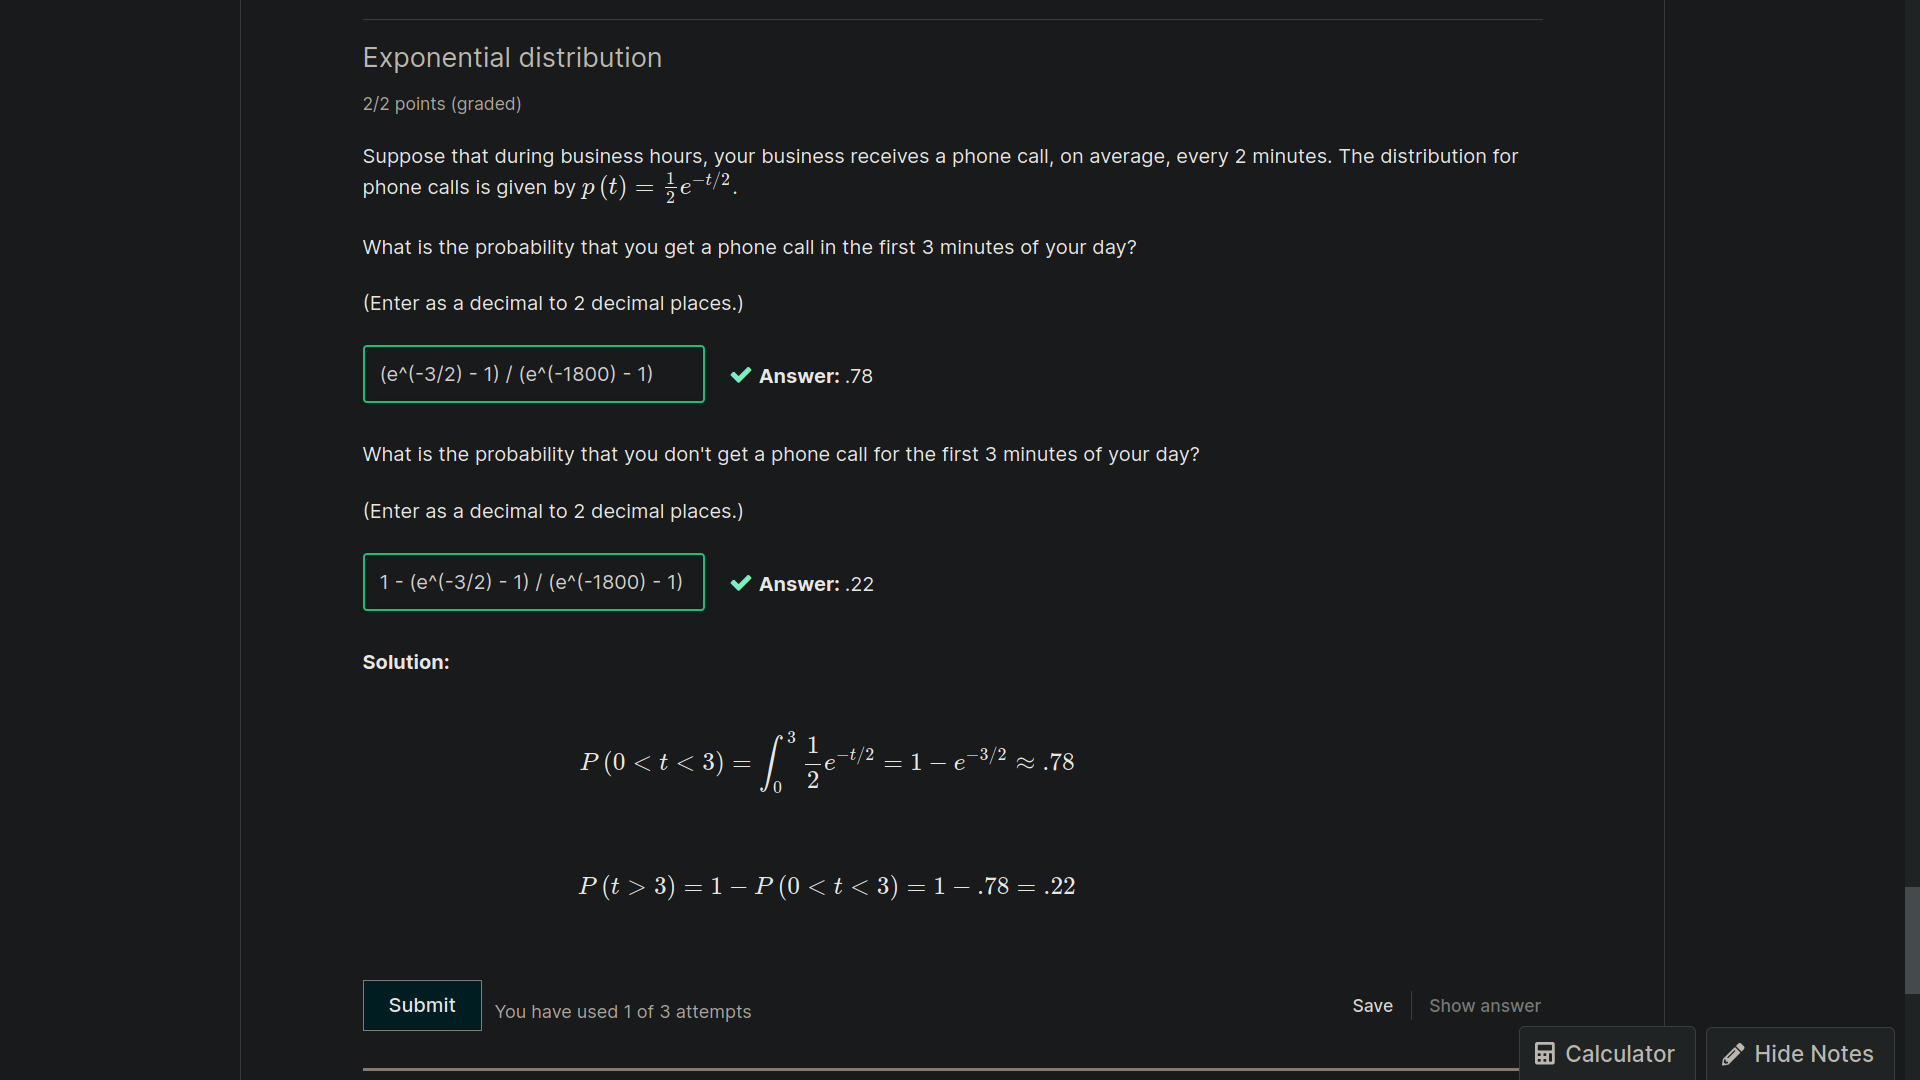 Exponential distribution
2/2 points (graded)
Suppose that during business hours, your business receives a phone call, on average, every 2 minutes. The distribution for
phone calls is given by p (t) = 1/2 e^{-t/2}.
What is the probability that you get a phone call in the first 3 minutes of your day?
(Enter as a decimal to 2 decimal places.)
(e^(-3/2) - 1) / (e^(-1800) - 1)
Answer: .78
What is the probability that you don't get a phone call for the first 3 minutes of your day?
(Enter as a decimal to 2 decimal places.)
1 - (e^(-3/2) - 1) / (e^(-1800) - 1)
Answer: .22
Solution:
P (0 < t < 3) = ∫_0^3 1/2 e^{-t/2} = 1 − e^{-3/2} ≈ .78
P (t > 3) = 1 − P (0 < t < 3) = 1 − .78 = .22
Submit
You have used 1 of 3 attempts
Save
Show answer
Calculator
Hide Notes